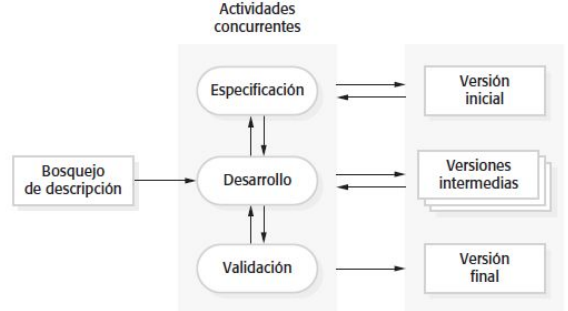 Actividades
concurrentes
Especificación
Versión
inicial
Bosquejo
de descripción
Desarrollo
Versiones
intermedias
Validación
Versión
final